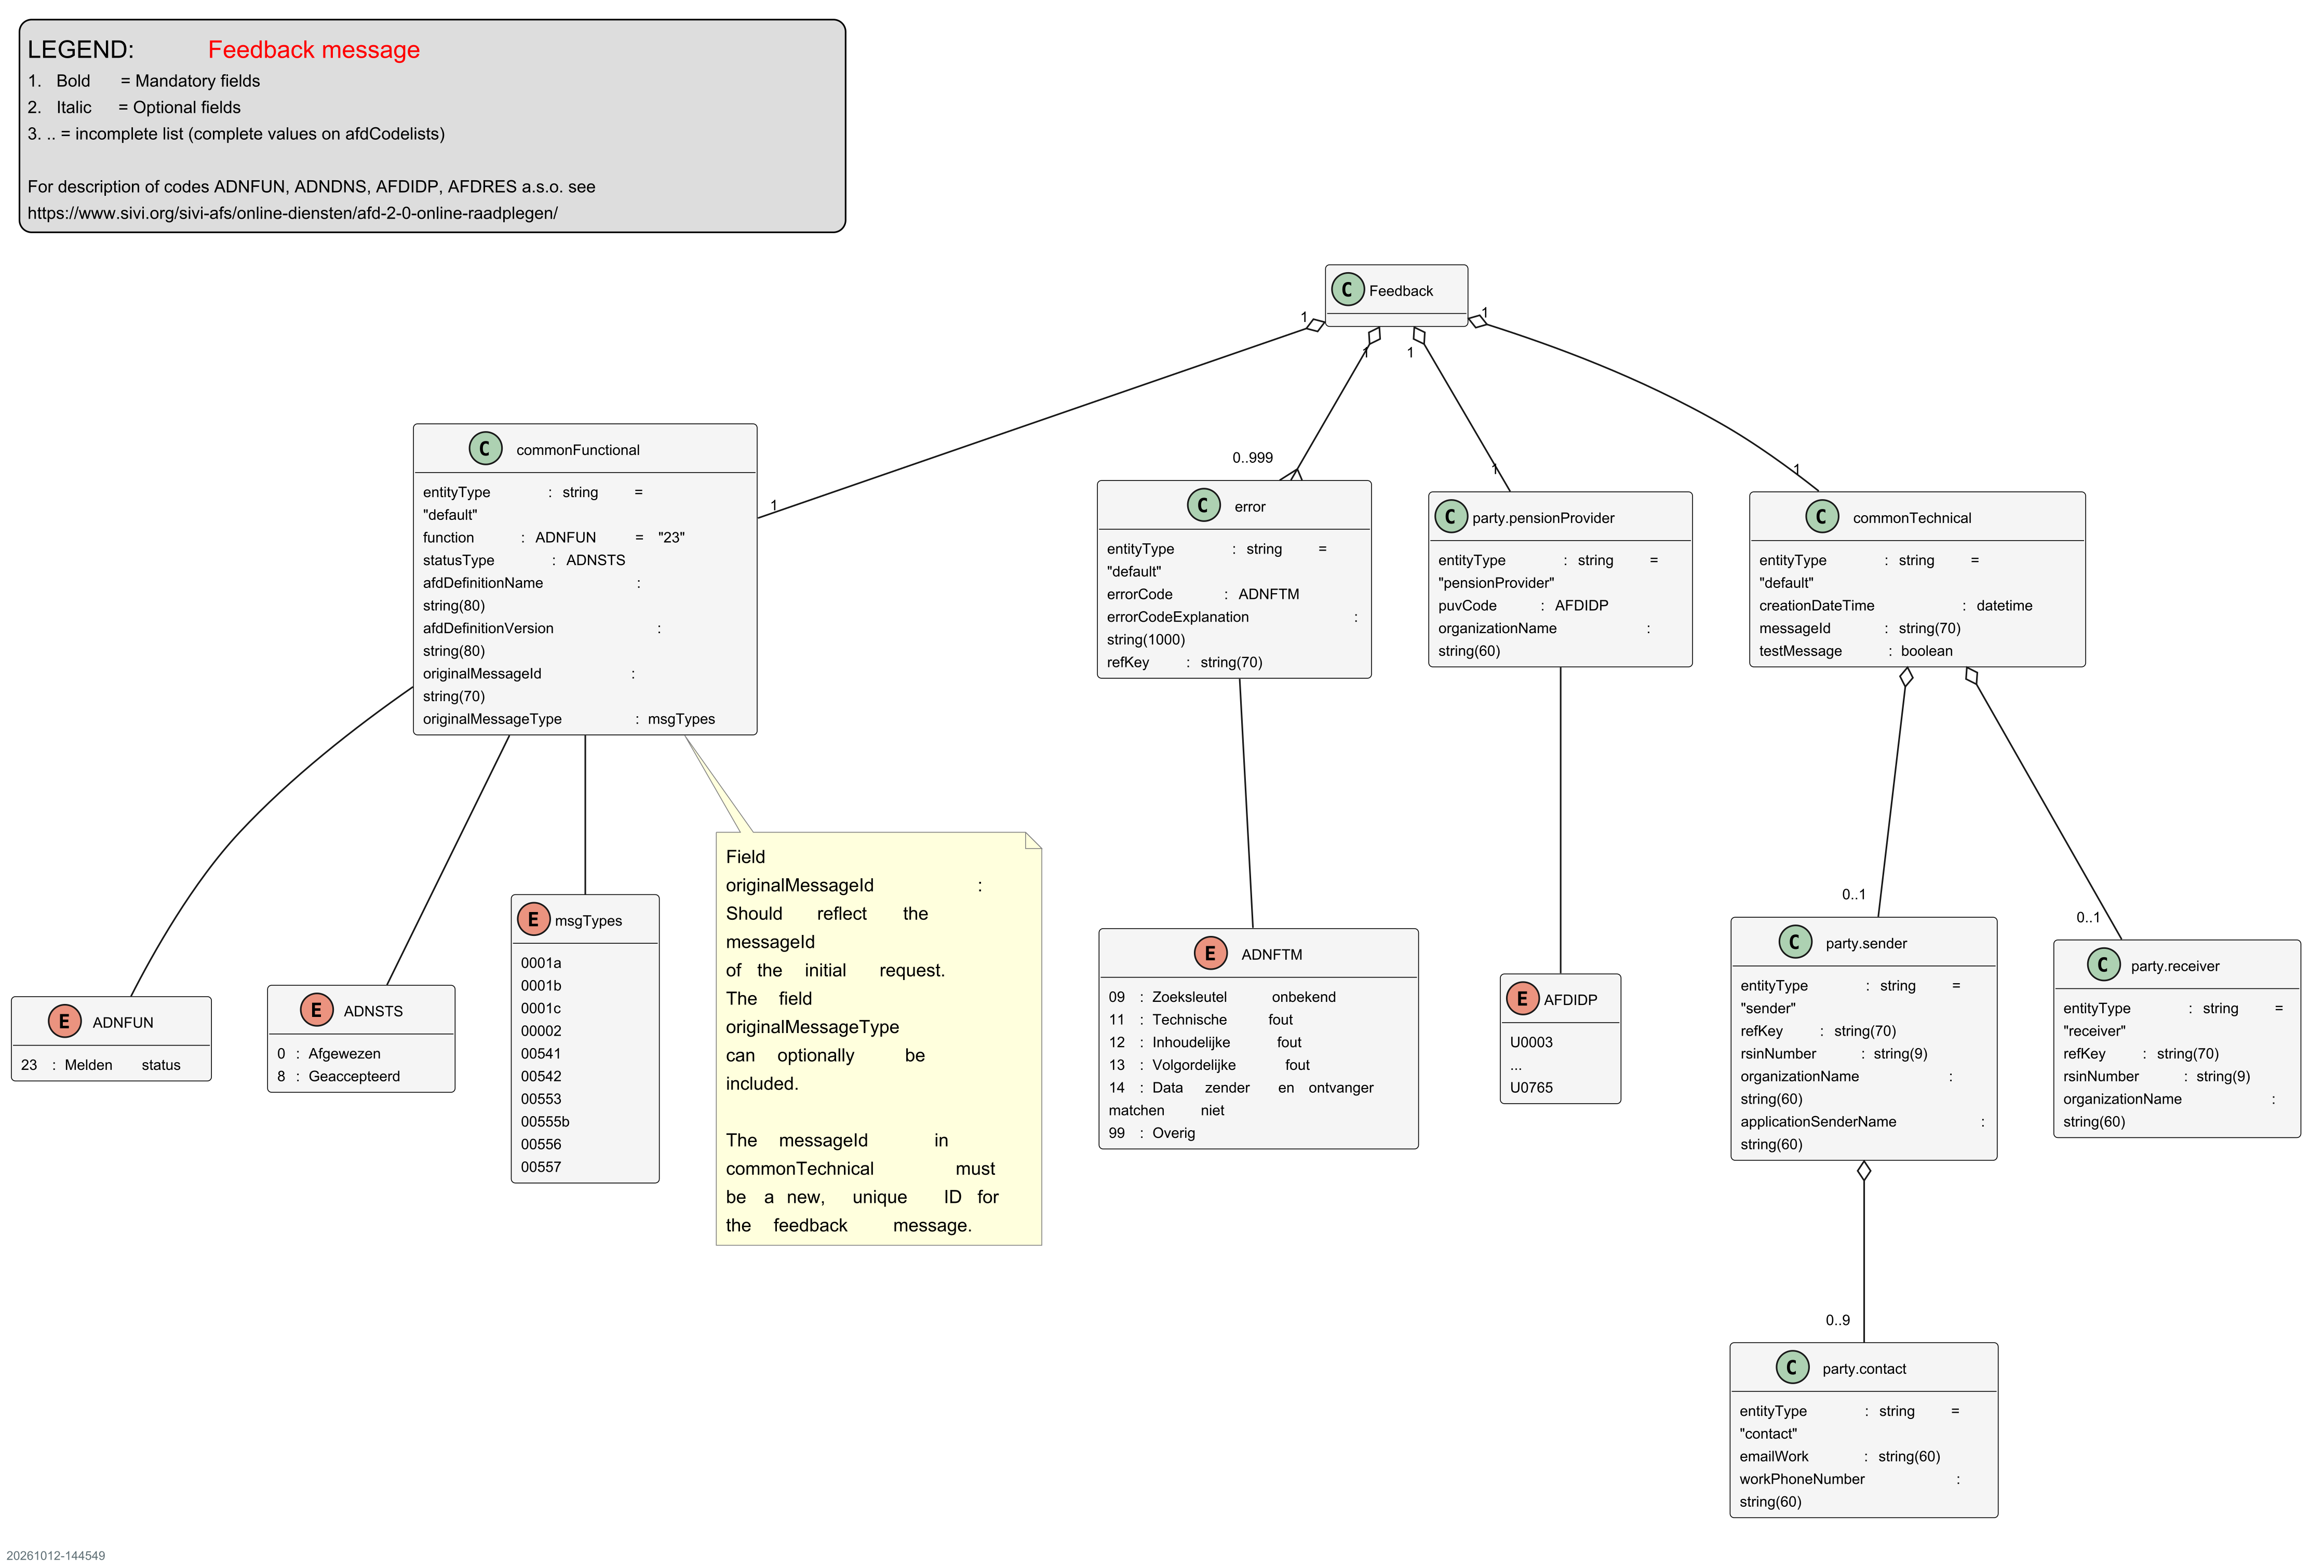 LEGEND: Feedback message
1. Bold = Mandatory fields
2. Italic = Optional fields
3. .. = incomplete list (complete values on afdCodelists)
For description of codes ADNFUN, ADNDNS, AFDIDP, AFDRES a.s.o. see
https://www.sivi.org/sivi-afs/online-diensten/afd-2-0-online-raadplegen/
C Feedback
1
1
1
1
1
0..999
1
1
C commonFunctional
entityType : string =
"default"
function : ADNFUN = "23"
statusType : ADNSTS
afdDefinitionName :
string(80)
afdDefinitionVersion :
string(80)
originalMessageId :
string(70)
originalMessageType : msgTypes
C error
entityType : string =
"default"
errorCode : ADNFTM
errorCodeExplanation :
string(1000)
refKey : string(70)
C party.pensionProvider
entityType : string =
"pensionProvider"
puvCode : AFDIDP
organizationName :
string(60)
C commonTechnical
entityType : string =
"default"
creationDateTime : datetime
messageId : string(70)
testMessage : boolean
0..1
0..1
E ADNFUN
23 : Melden status
E ADNSTS
0 : Afgewezen
8 : Geaccepteerd
E msgTypes
0001a
0001b
0001c
00002
00541
00542
00553
00555b
00556
00557
Field
originalMessageId :
Should reflect the
messageId
of the initial request.
The field
originalMessageType
can optionally be
included.
The messageId in
commonTechnical must
be a new, unique ID for
the feedback message.
E ADNFTM
09 : Zoeksleutel onbekend
11 : Technische fout
12 : Inhoudelijke fout
13 : Volgordelijke fout
14 : Data zender en ontvanger
matchen niet
99 : Overig
E AFDIDP
U0003
...
U0765
C party.sender
entityType : string =
"sender"
refKey : string(70)
rsinNumber : string(9)
organizationName :
string(60)
applicationSenderName :
string(60)
C party.receiver
entityType : string =
"receiver"
refKey : string(70)
rsinNumber : string(9)
organizationName :
string(60)
0..9
C party.contact
entityType : string =
"contact"
emailWork : string(60)
workPhoneNumber :
string(60)
20261012-144549